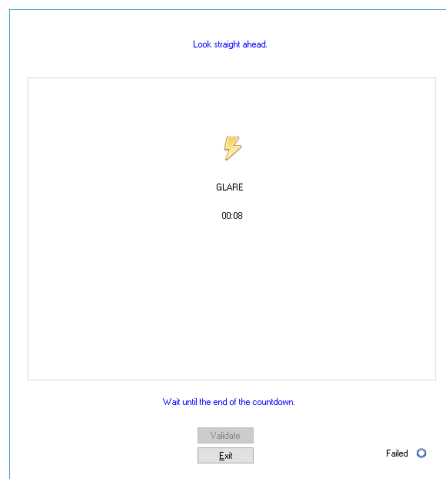 Look straight ahead.
GLARE
00:08
Wait until the end of the countdown.
Validate
Exit
Failed